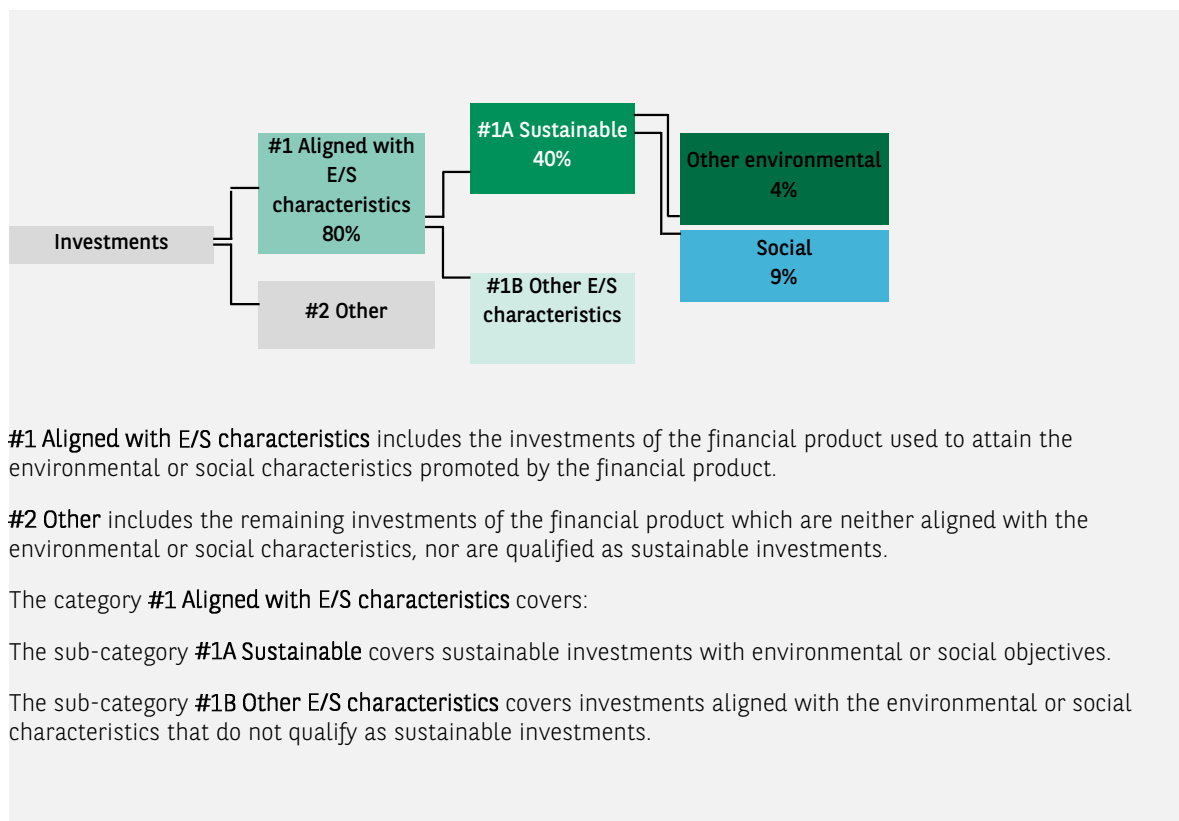 #1A Sustainable
40%
#1 Aligned with
E/S
characteristics
80%
Other environmental
4%
Investments
Social
9%
#1B Other E/S
characteristics
#2 Other
#1 Aligned with E/S characteristics includes the investments of the financial product used to attain the
environmental or social characteristics promoted by the financial product.
#2 Other includes the remaining investments of the financial product which are neither aligned with the
environmental or social characteristics, nor are qualified as sustainable investments.
The category #1 Aligned with E/S characteristics covers:
The sub-category #1A Sustainable covers sustainable investments with environmental or social objectives.
The sub-category #1B Other E/S characteristics covers investments aligned with the environmental or social
characteristics that do not qualify as sustainable investments.